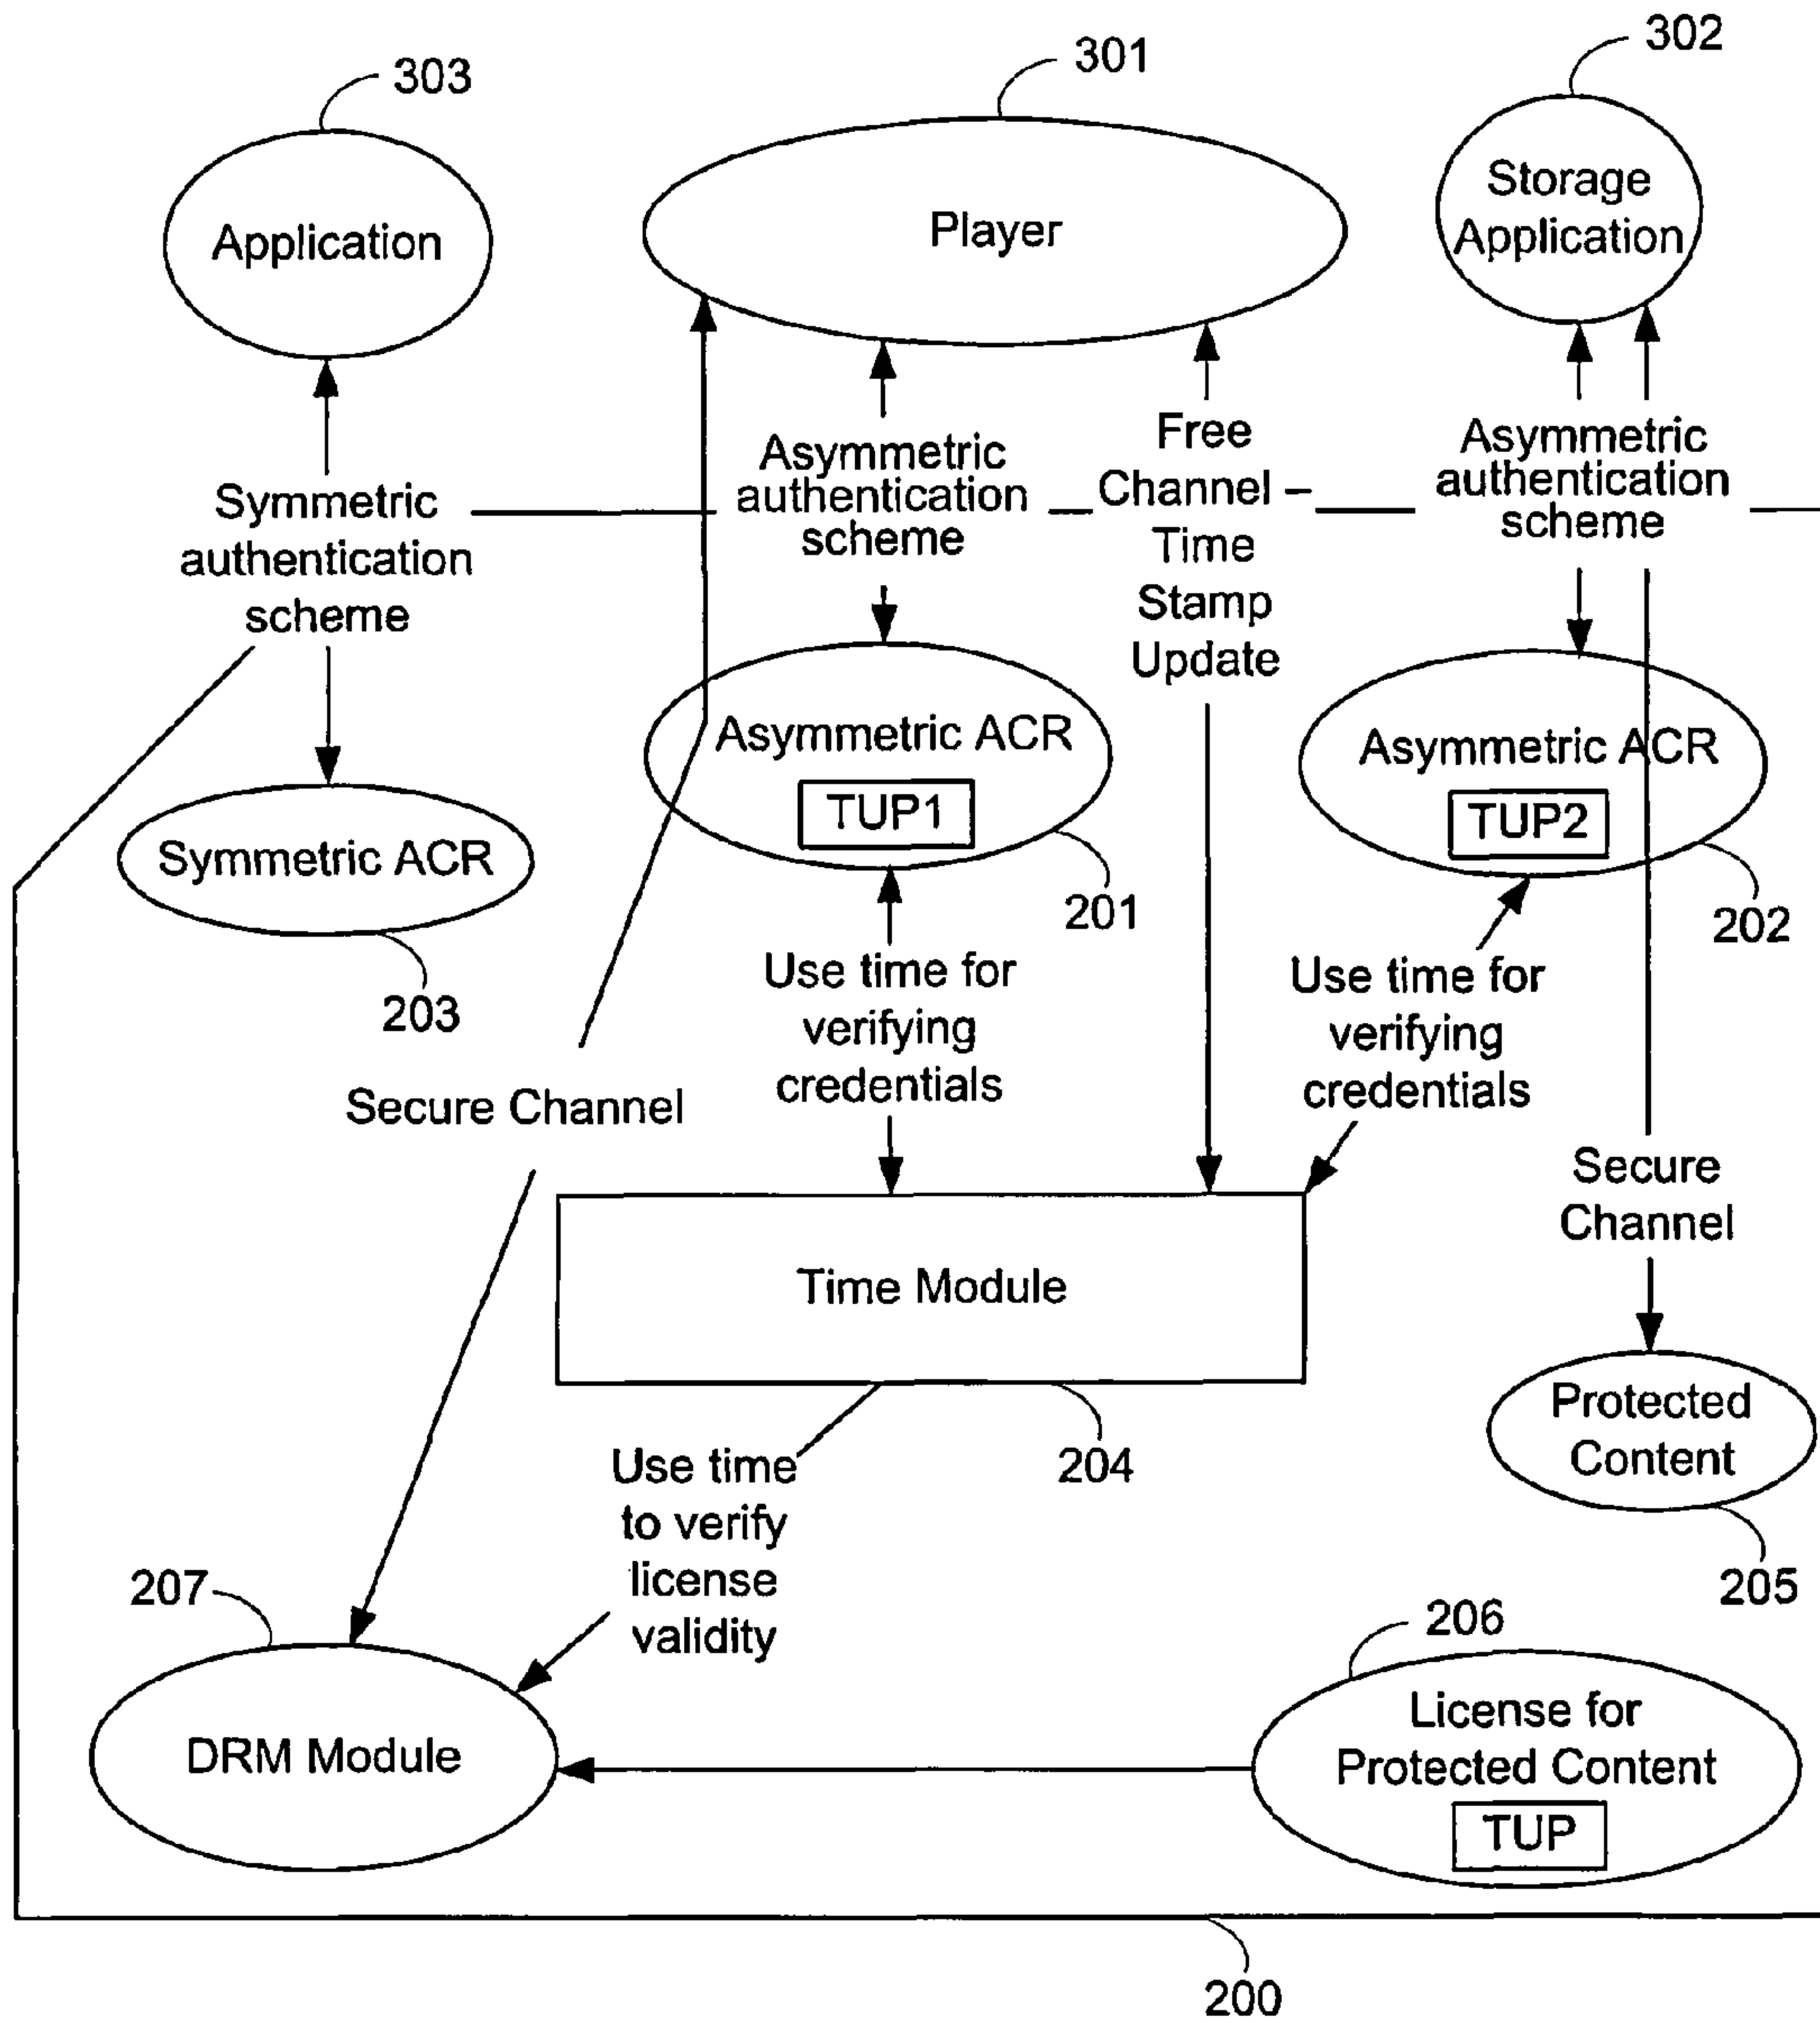 303
301
302
Application
Player
Storage
Application
Symmetric
authentication
scheme
Asymmetric
authentication
scheme
Free
Channel –
Time
Stamp
Update
Asymmetric
authentication
scheme
Symmetric ACR
203
Asymmetric ACR
TUP1
201
Asymmetric ACR
TUP2
202
Secure Channel
Use time for
verifying
credentials
Use time for
verifying
credentials
Secure
Channel
Time Module
204
Protected
Content
205
Use time
to verify
license
validity
207
DRM Module
206
License for
Protected Content
TUP
200